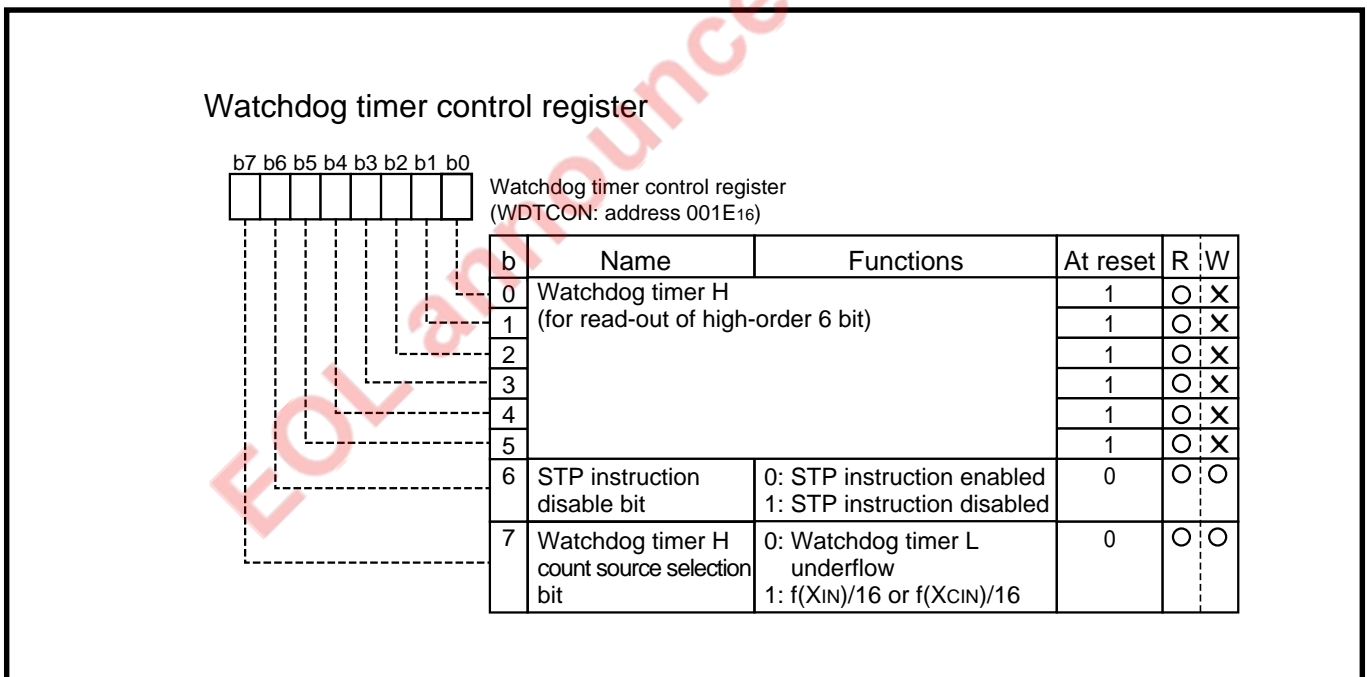 EOL announce
Watchdog timer control register
b7 b6 b5 b4 b3 b2 b1 b0
Watchdog timer control register
(WDTCON: address 001E16)
b Name Functions At reset R W
0 Watchdog timer H 1 O X
1 (for read-out of high-order 6 bit) 1 O X
2 1 O X
3 1 O X
4 1 O X
5 1 O X
6 STP instruction 0: STP instruction enabled 0 O O
disable bit 1: STP instruction disabled
7 Watchdog timer H 0: Watchdog timer L 0 O O
count source selection underflow
bit 1: f(XIN)/16 or f(XCIN)/16